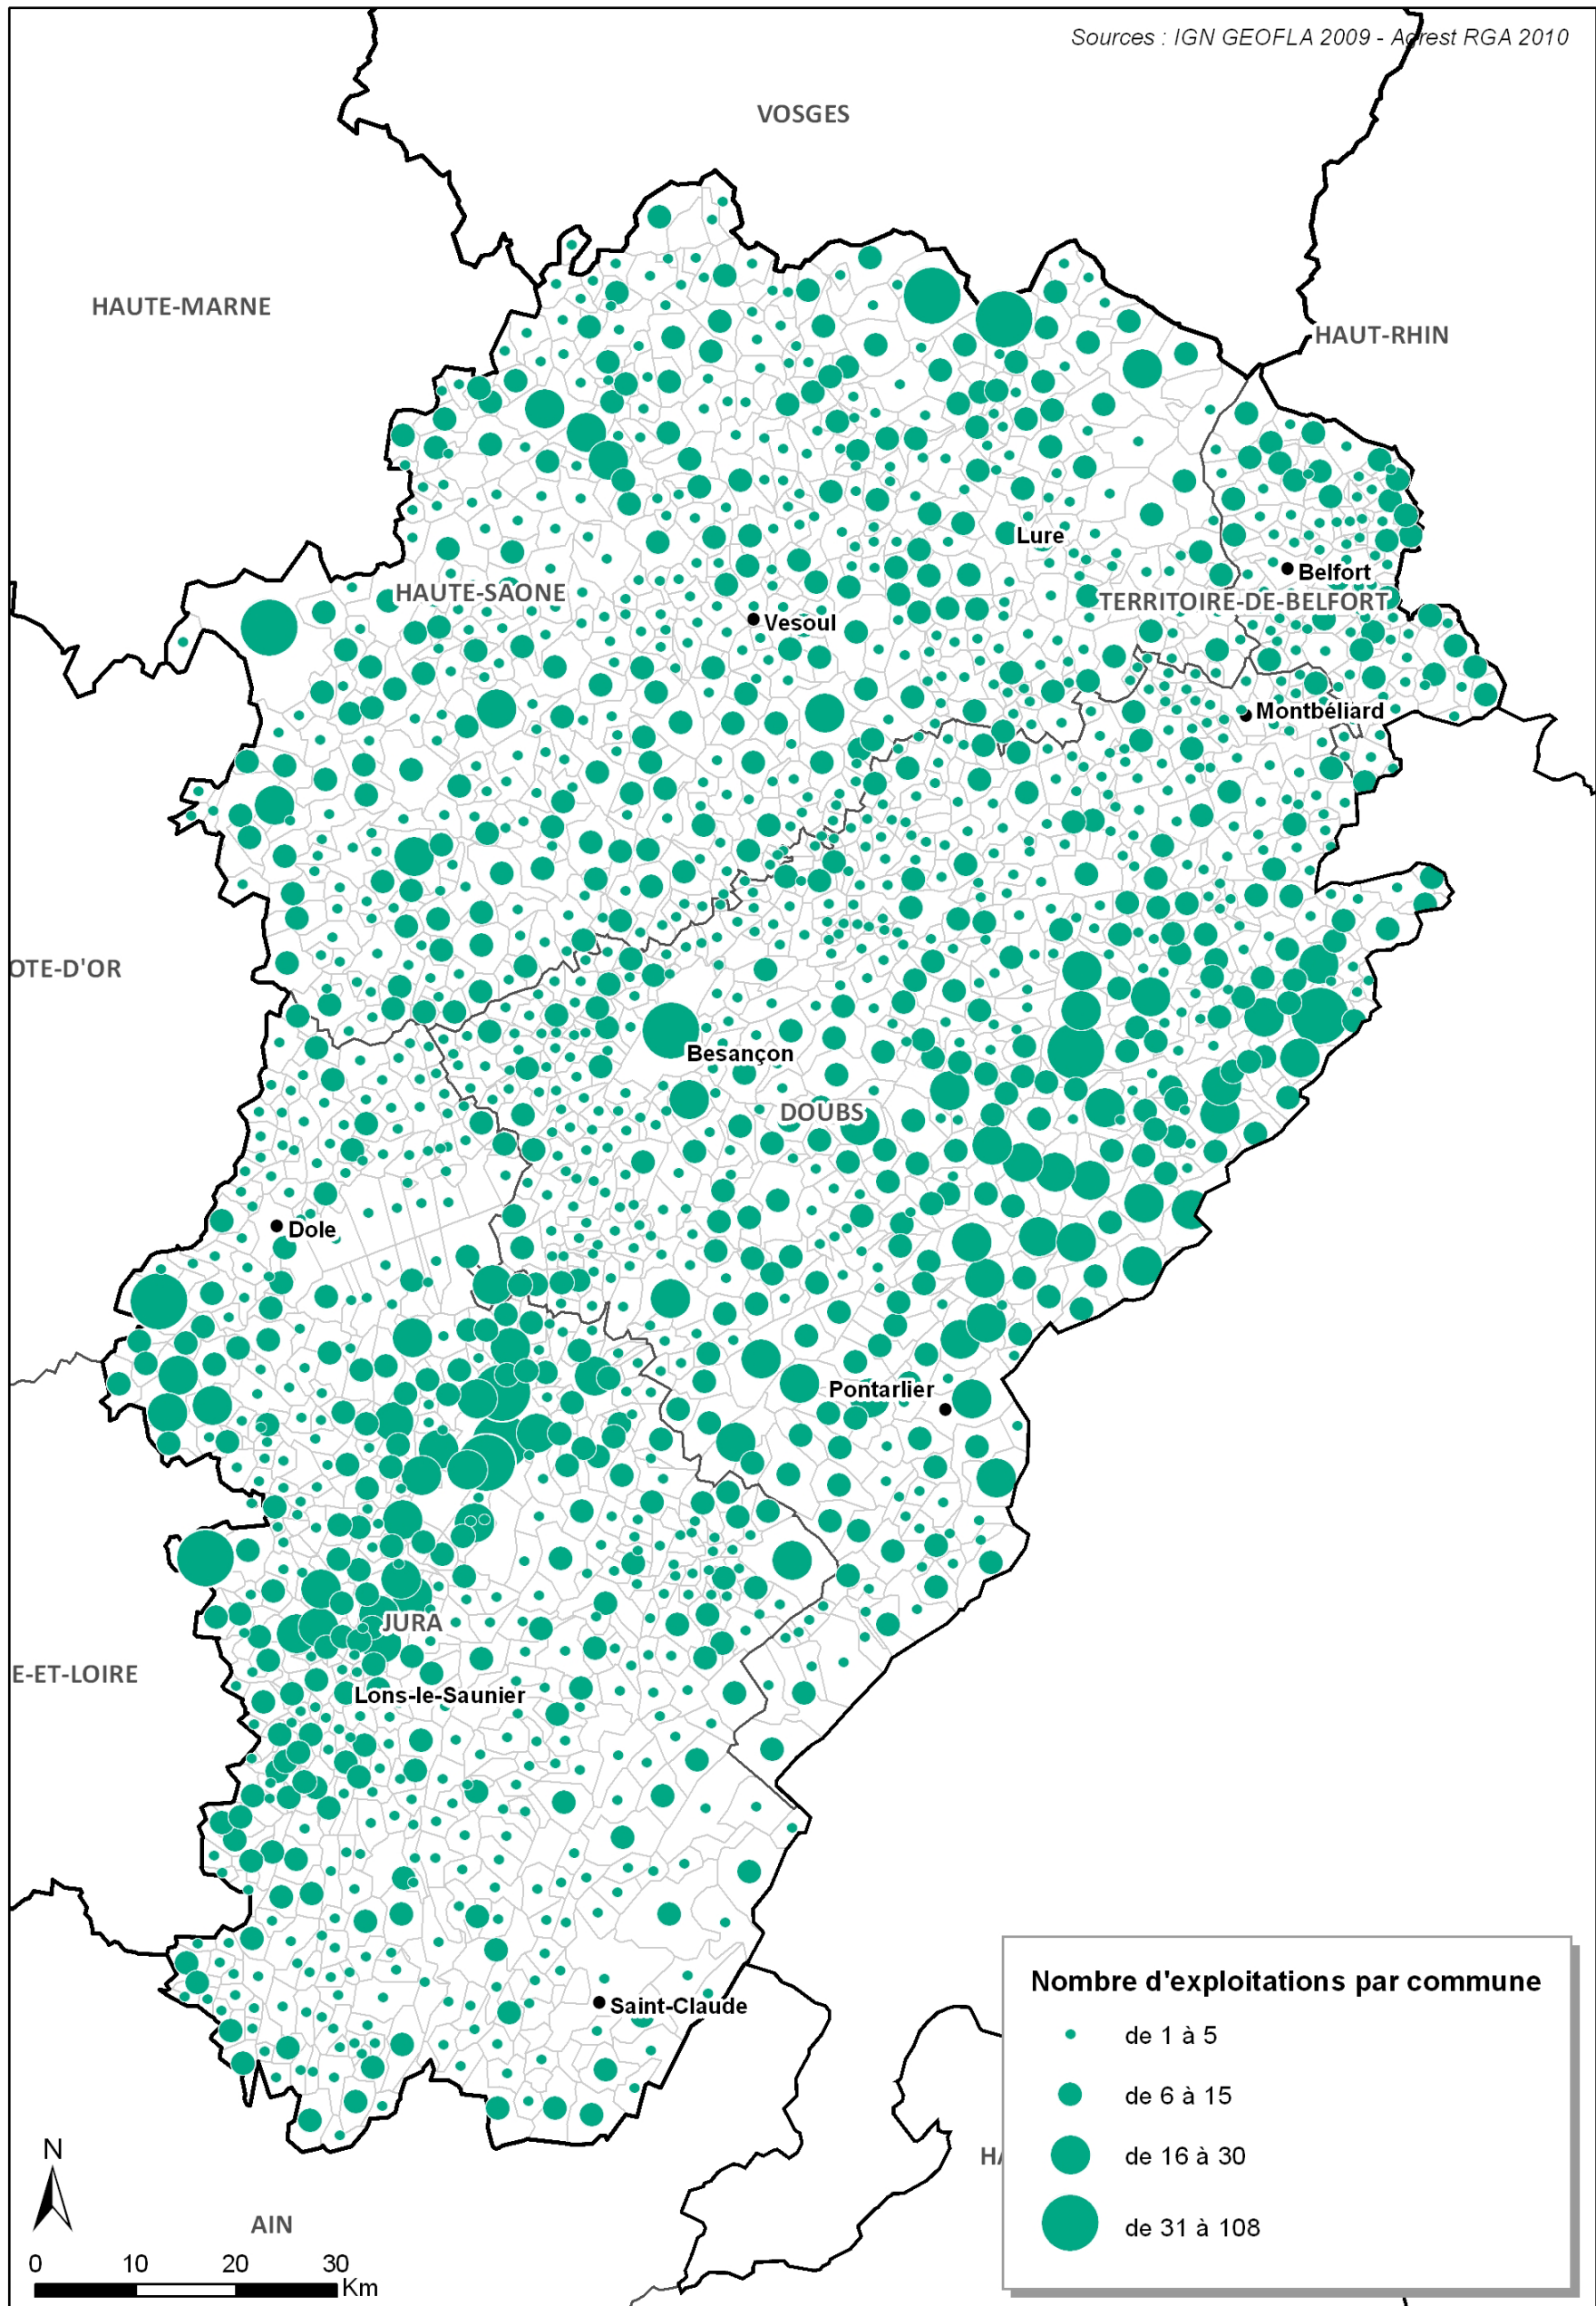 Sources : IGN GEOFLA 2009 - Agrest RGA 2010
VOSGES
HAUTE-MARNE
HAUT-RHIN
Lure
Belfort
HAUTE-SAONE
TERRITOIRE-DE-BELFORT
Vesoul
Montbéliard
OTE-D'OR
Besançon
DOUBS
Dole
Pontarlier
JURA
E-ET-LOIRE
Lons-le-Saunier
Saint-Claude
Nombre d'exploitations par commune
de 1 à 5
de 6 à 15
de 16 à 30
de 31 à 108
HA
N
AIN
0 10 20 30
Km